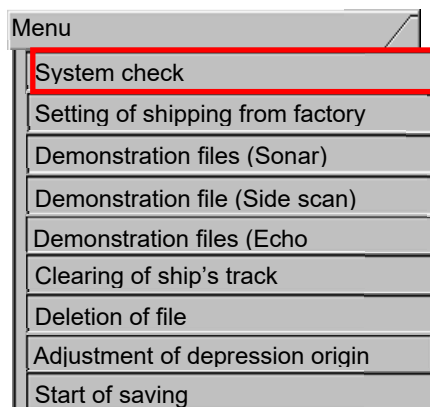 Menu
System check
Setting of shipping from factory
Demonstration files (Sonar)
Demonstration file (Side scan)
Demonstration files (Echo
Clearing of ship's track
Deletion of file
Adjustment of depression origin
Start of saving